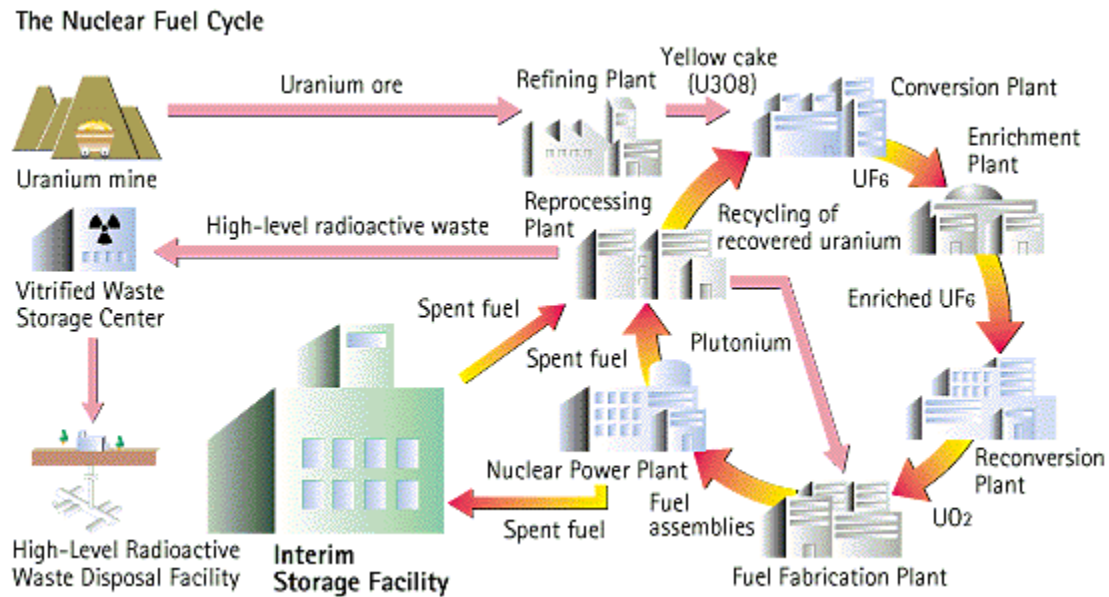 The Nuclear Fuel Cycle
Uranium ore
Refining Plant
Yellow cake
(U3O8)
Conversion Plant
Uranium mine
UF6
Enrichment
Plant
Reprocessing
Plant
Recycling of
recovered uranium
High-level radioactive waste
Vitrified Waste
Storage Center
Spent fuel
Spent fuel
Plutonium
Enriched UF6
Nuclear Power Plant
Fuel
assemblies
Reconversion
Plant
UO2
Spent fuel
High-Level Radioactive
Waste Disposal Facility
Interim
Storage Facility
Fuel Fabrication Plant